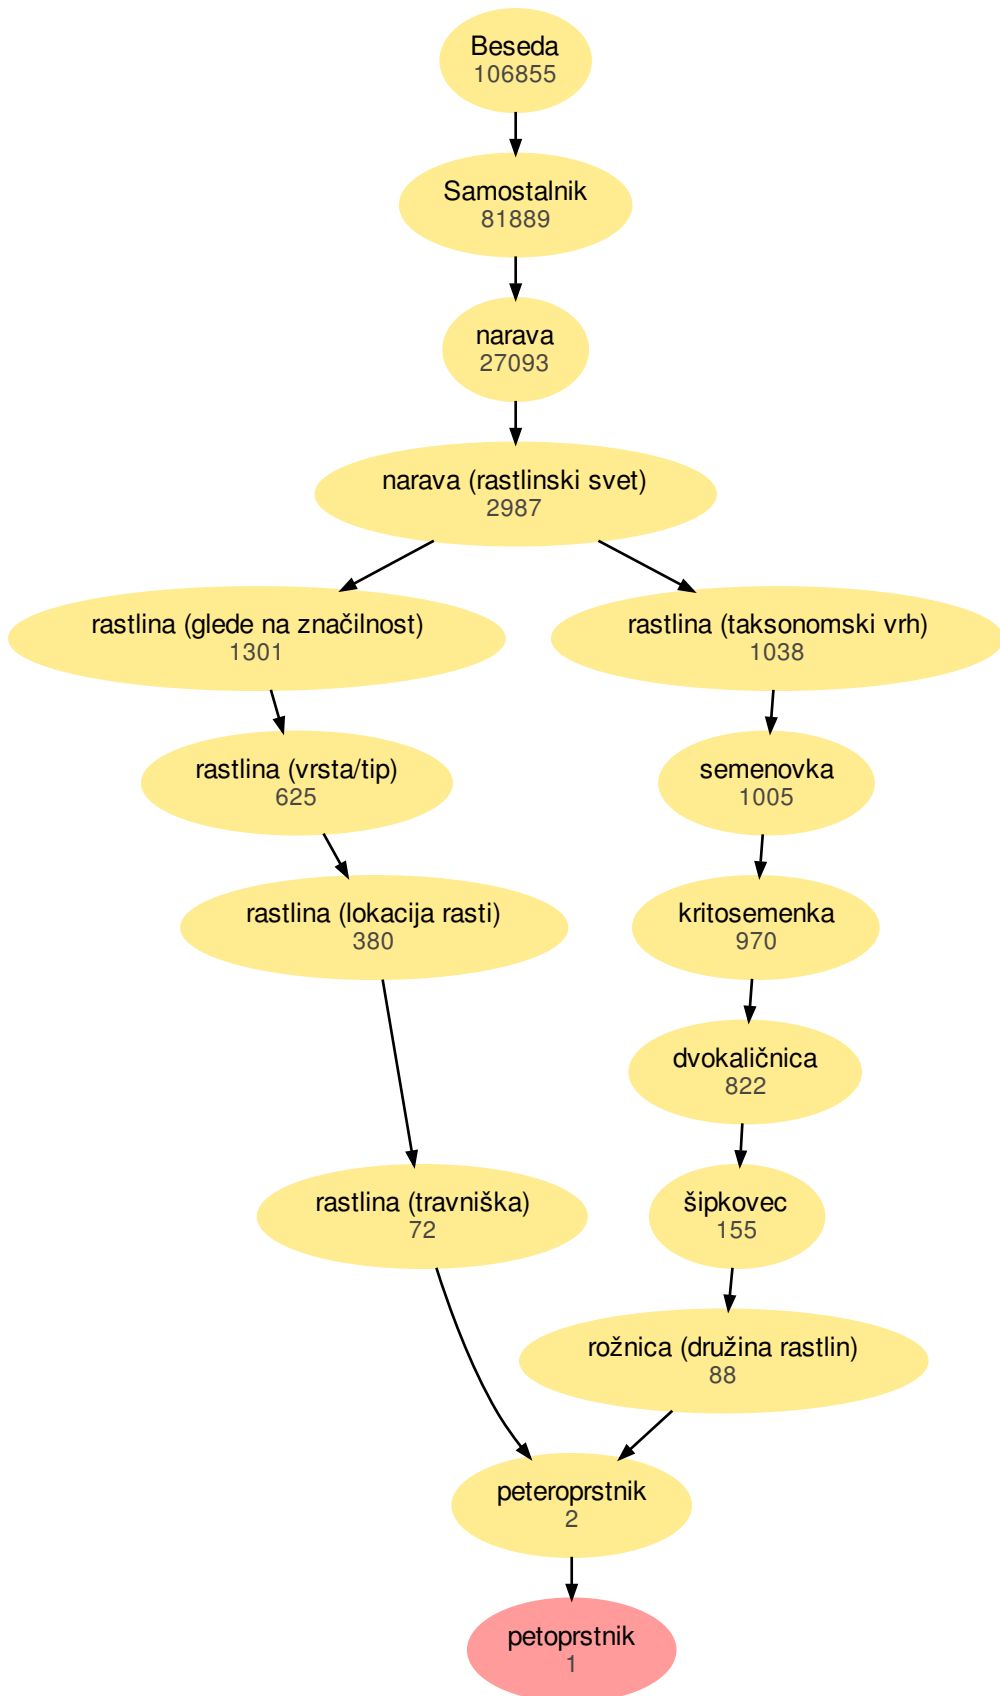 Beseda
106855
Samostalnik
81889
narava
27093
narava (rastlinski svet)
2987
rastlina (glede na značilnost)
1301
rastlina (taksonomski vrh)
1038
rastlina (vrsta/tip)
625
semenovka
1005
rastlina (lokacija rasti)
380
kritosemenka
970
dvokaličnica
822
rastlina (travniška)
72
šipkovec
155
rožnica (družina rastlin)
88
peteroprstnik
2
petoprstnik
1